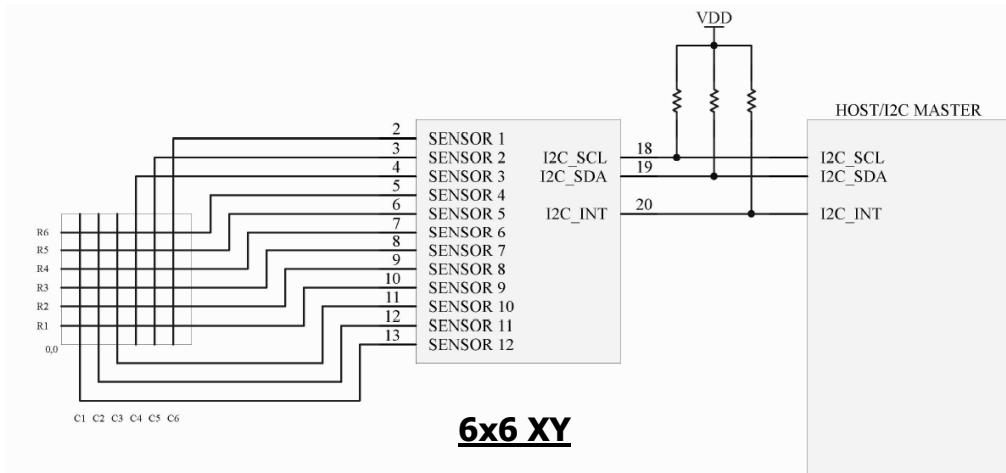 VDD
HOST/I2C MASTER
2 SENSOR 1
3 SENSOR 2
4 SENSOR 3
5 SENSOR 4
6 SENSOR 5
7 SENSOR 6
8 SENSOR 7
9 SENSOR 8
10 SENSOR 9
11 SENSOR 10
12 SENSOR 11
13 SENSOR 12
I2C_SCL 18 I2C_SCL
I2C_SDA 19 I2C_SDA
I2C_INT 20 I2C_INT
R6
R5
R4
R3
R2
R1
0,0
C1 C2 C3 C4 C5 C6
6x6 XY